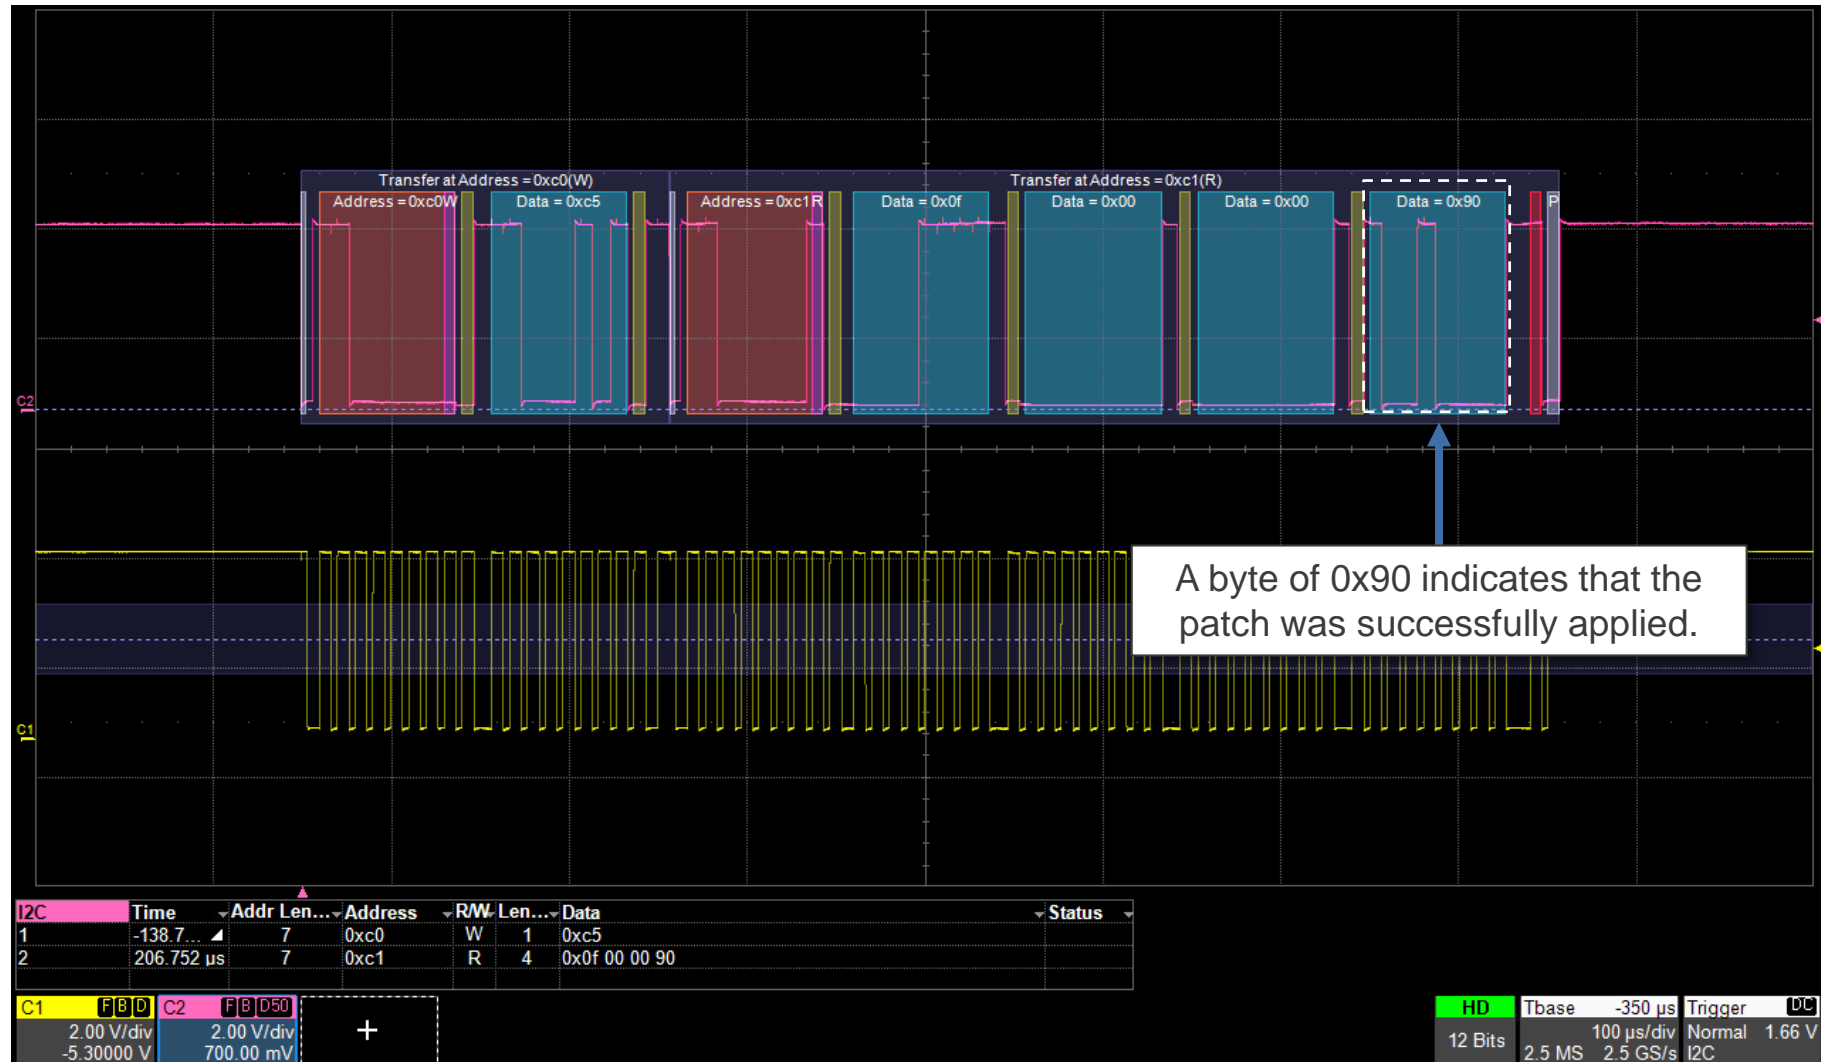 Transfer at Address = 0xc0(W)
Transfer at Address = 0xc1(R)
Address = 0xc0 W
Data = 0xc5
Address = 0xc1 R
Data = 0x0f
Data = 0x00
Data = 0x00
Data = 0x90
P
C2
A byte of 0x90 indicates that the
patch was successfully applied.
C1
I2C Time Addr Len... Address R/W Len... Data Status
1 -138.7... 7 0xc0 W 1 0xc5
2 206.752 µs 7 0xc1 R 4 0x0f 00 00 90
C1 F B D
2.00 V/div
-5.30000 V
C2 F B D50
2.00 V/div
700.00 mV
+
HD
12 Bits
Tbase -350 µs
100 µs/div
2.5 MS 2.5 GS/s
Trigger DC
Normal 1.66 V
I2C